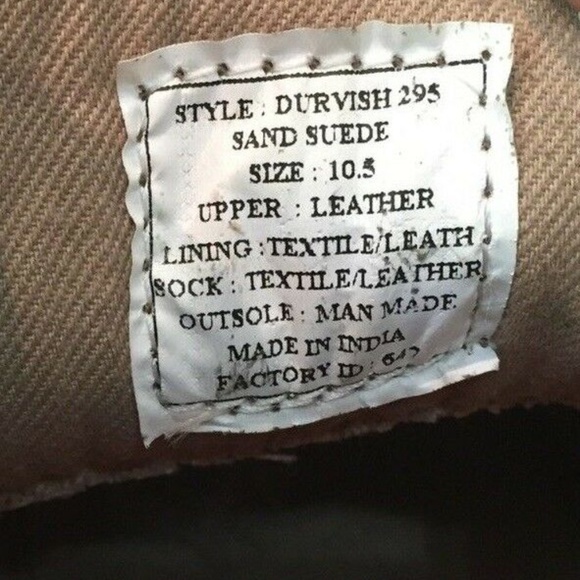 STYLE : DURVISH 295
SAND SUEDE
SIZE : 10.5
UPPER : LEATHER
LINING : TEXTILE/LEATH
SOCK : TEXTILE/LEATHER
OUTSOLE : MAN MADE
MADE IN INDIA
FACTORY ID :